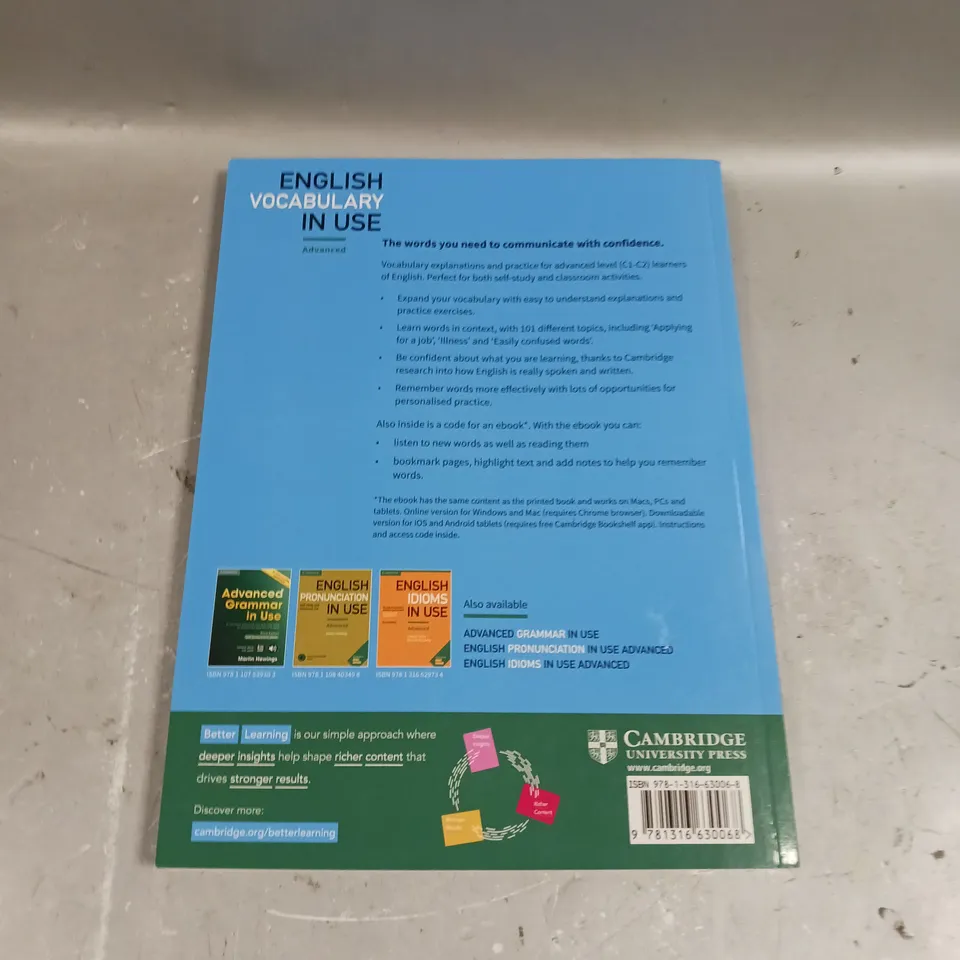 ENGLISH
VOCABULARY
IN USE
Advanced
The words you need to communicate with confidence.
Vocabulary explanations and practice for advanced level (C1-C2) learners
of English. Perfect for both self-study and classroom activities.
• Expand your vocabulary with easy to understand explanations and
practice exercises.
• Learn words in context, with 101 different topics, including 'Applying
for a job', 'Illness' and 'Easily confused words'.
• Be confident about what you are learning, thanks to Cambridge
research into how English is really spoken and written.
• Remember words more effectively with lots of opportunities for
personalised practice.
Also inside is a code for an ebook*. With the ebook you can:
• listen to new words as well as reading them
• bookmark pages, highlight text and add notes to help you remember
words.
*The ebook has the same content as the printed book and works on Macs, PCs and
tablets. Online version for Windows and Mac (requires Chrome browser). Downloadable
version for iOS and Android tablets (requires free Cambridge Bookshelf app). Instructions
and access code inside.
Advanced
Grammar
in Use
Martin Hewings
ENGLISH
PRONUNCIATION
IN USE
Advanced
ENGLISH
IDIOMS
IN USE
Advanced
Also available
ADVANCED GRAMMAR IN USE
ENGLISH PRONUNCIATION IN USE ADVANCED
ENGLISH IDIOMS IN USE ADVANCED
Better Learning is our simple approach where
deeper insights help shape richer content that
drives stronger results.
Discover more:
cambridge.org/betterlearning
Deeper
Insights
Richer
Content
CAMBRIDGE
UNIVERSITY PRESS
www.cambridge.org
ISBN 978-1-316-63006-8
9 781316 630068